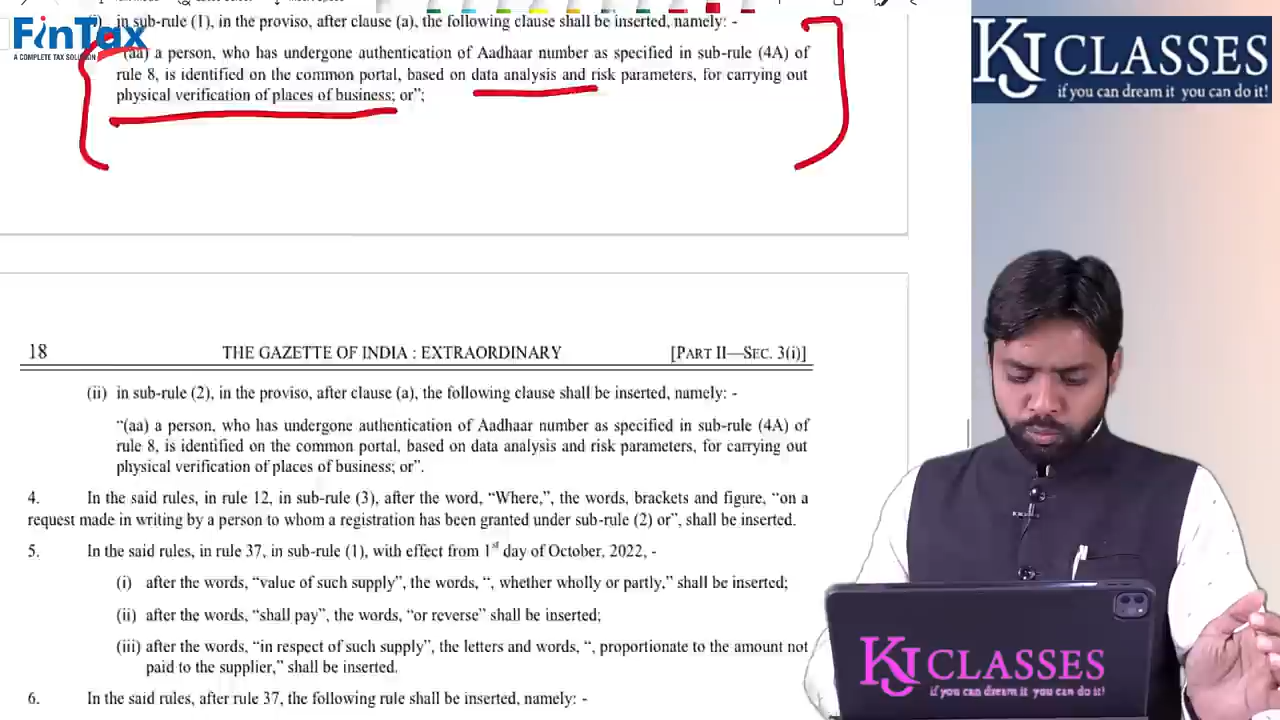 (i) in sub-rule (1), in the proviso, after clause (a), the following clause shall be inserted, namely: -
FinTax
A COMPLETE TAX SOLUTION
“(aa) a person, who has undergone authentication of Aadhaar number as specified in sub-rule (4A) of
rule 8, is identified on the common portal, based on data analysis and risk parameters, for carrying out
physical verification of places of business; or”;
KJ CLASSES
if you can dream it you can do it!
18 THE GAZETTE OF INDIA : EXTRAORDINARY [PART II—SEC. 3(i)]
(ii) in sub-rule (2), in the proviso, after clause (a), the following clause shall be inserted, namely: -
“(aa) a person, who has undergone authentication of Aadhaar number as specified in sub-rule (4A) of
rule 8, is identified on the common portal, based on data analysis and risk parameters, for carrying out
physical verification of places of business; or”.
4. In the said rules, in rule 12, in sub-rule (3), after the word, “Where,”, the words, brackets and figure, “on a
request made in writing by a person to whom a registration has been granted under sub-rule (2) or”, shall be inserted.
5. In the said rules, in rule 37, in sub-rule (1), with effect from 1st day of October, 2022, -
(i) after the words, “value of such supply”, the words, “, whether wholly or partly,” shall be inserted;
(ii) after the words, “shall pay”, the words, “or reverse” shall be inserted;
(iii) after the words, “in respect of such supply”, the letters and words, “, proportionate to the amount not
paid to the supplier,” shall be inserted.
6. In the said rules, after rule 37, the following rule shall be inserted, namely: -
KJ CLASSES
if you can dream it you can do it!